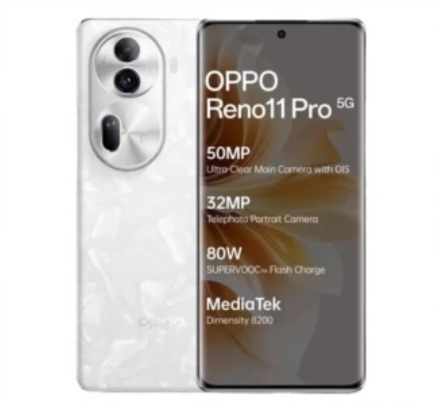 OPPO
Reno11 Pro 5G
50MP
Ultra-Clear Main Camera with OIS
32MP
Telephoto Portrait Camera
80W
SUPERVOOC™ Flash Charge
MediaTek
Dimensity 8200
OPPO